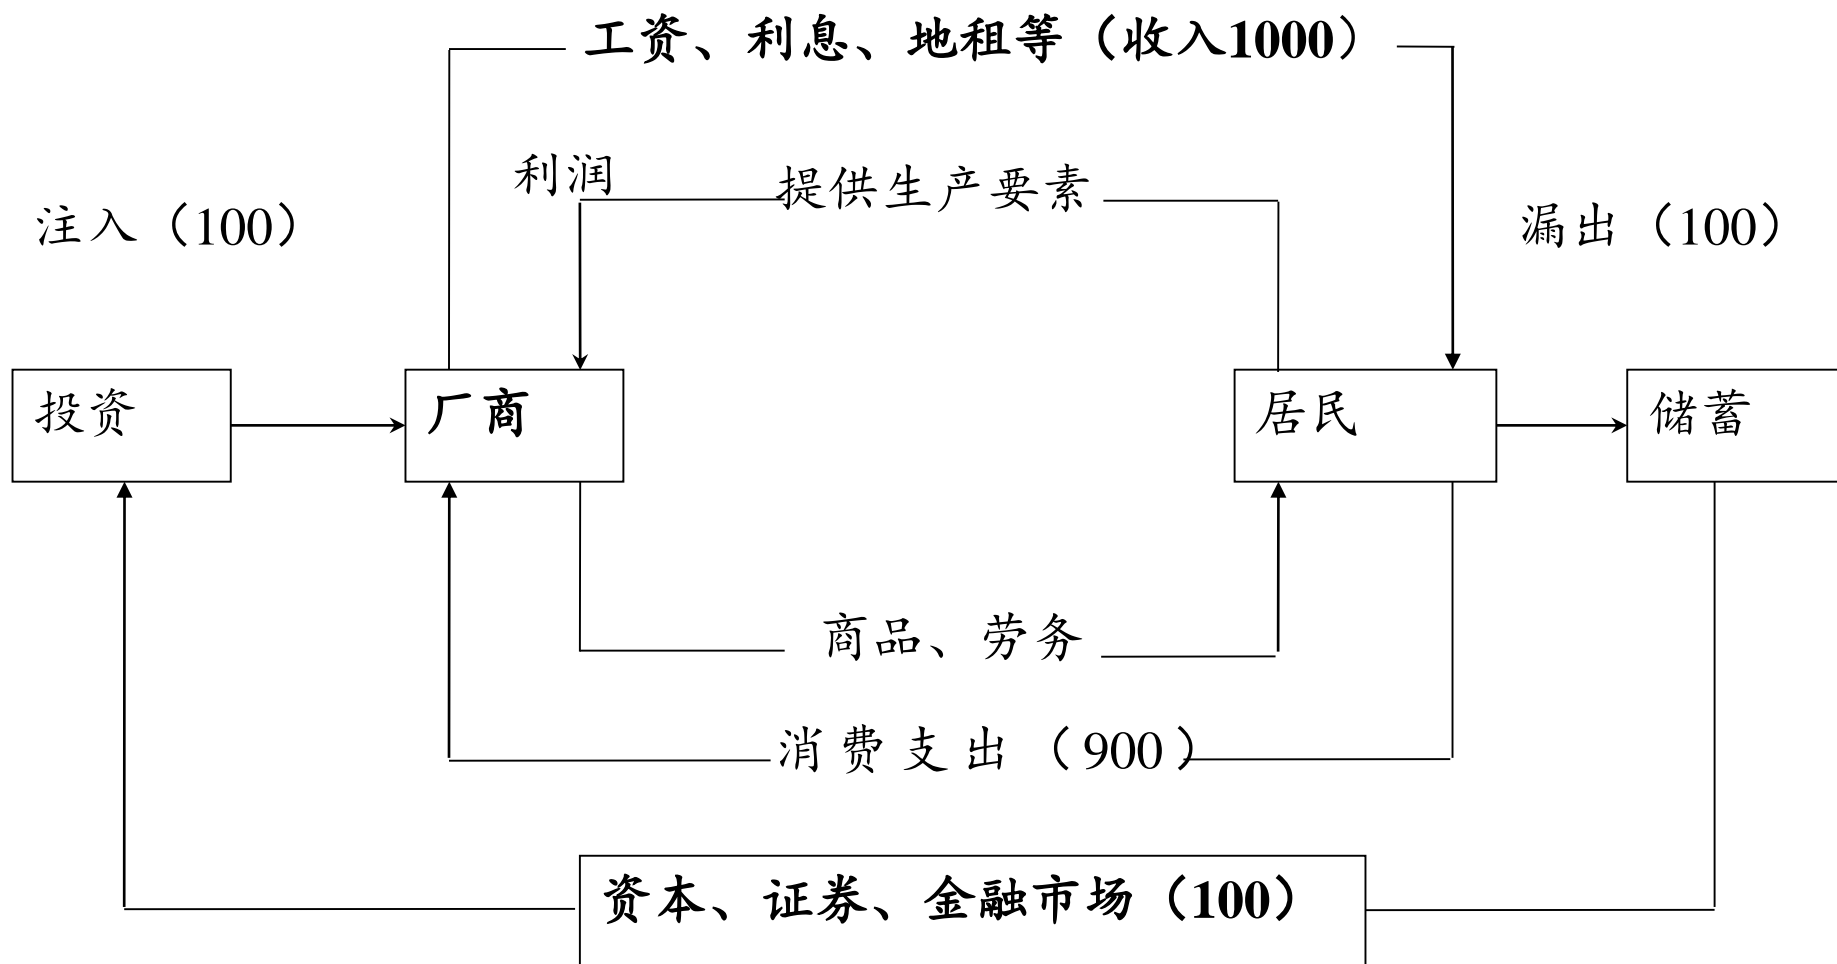 工资、利息、地租等（收入1000）
利润
提供生产要素
注入（100）
漏出（100）
投资
厂商
居民
储蓄
商品、劳务
消费支出（900）
资本、证券、金融市场（100）